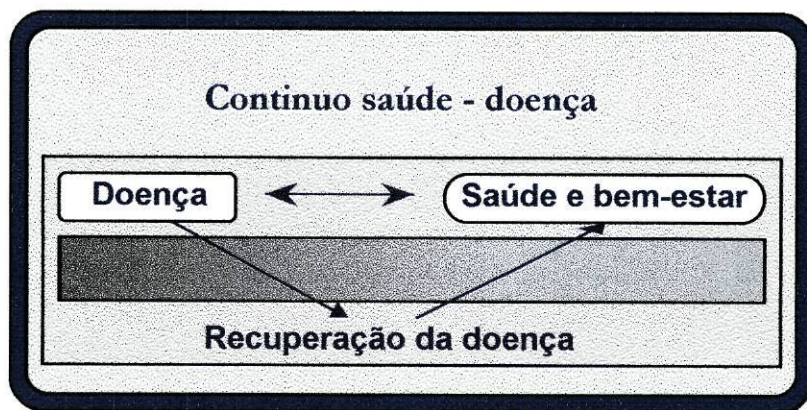 Continuo saúde - doença
Doença
Saúde e bem-estar
Recuperação da doença